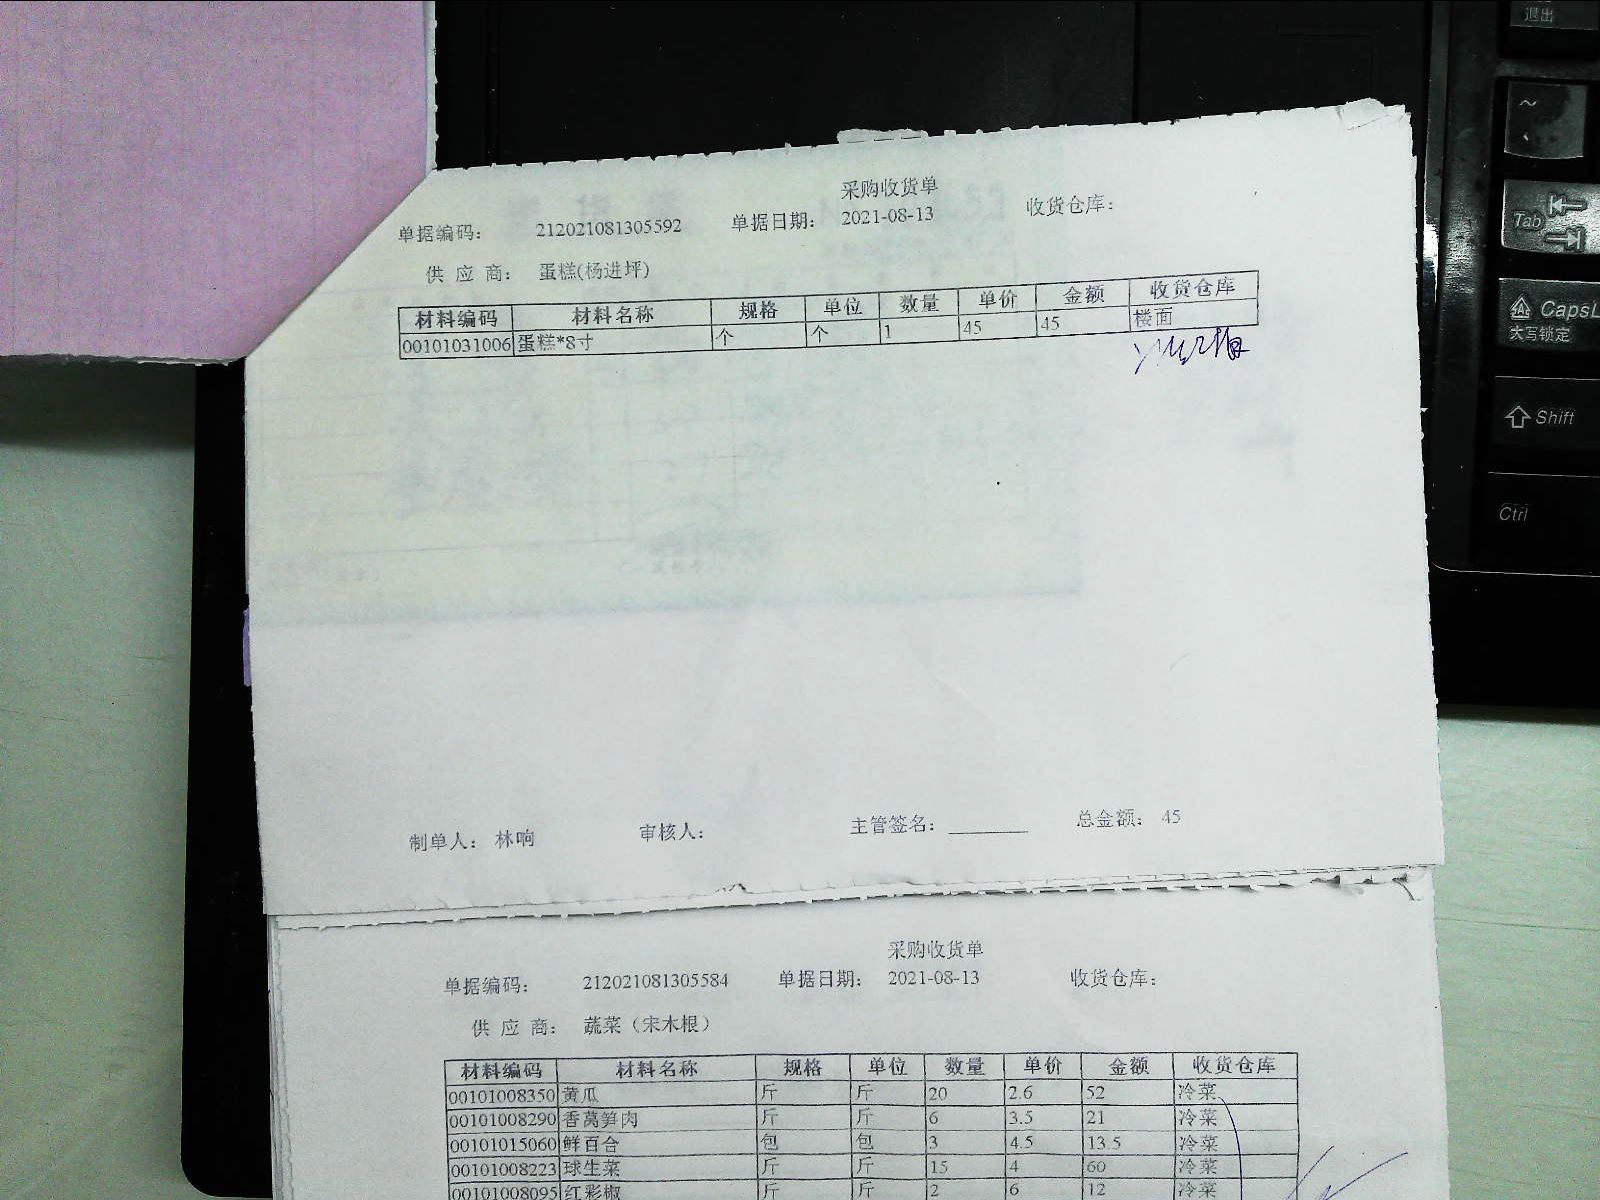 采购收货单
单据编码: 212021081305592 单据日期: 2021-08-13 收货仓库:
供 应 商: 蛋糕(杨进坪)
材料编码 材料名称 规格 单位 数量 单价 金额 收货仓库
00101031006 蛋糕*8寸 个 个 1 45 45 楼面
制单人: 林响 审核人: 主管签名: 总金额: 45
采购收货单
单据编码: 212021081305584 单据日期: 2021-08-13 收货仓库:
供 应 商: 蔬菜（宋木根）
材料编码 材料名称 规格 单位 数量 单价 金额 收货仓库
00101008350 黄瓜 斤 斤 20 2.6 52 冷菜
00101008290 香莴笋肉 斤 斤 6 3.5 21 冷菜
00101015060 鲜百合 包 包 3 4.5 13.5 冷菜
00101008223 球生菜 斤 斤 15 4 60 冷菜
00101008095 红彩椒 斤 斤 2 6 12 冷菜
退出
~
Tab
CapsL
大写锁定
Shift
Ctrl